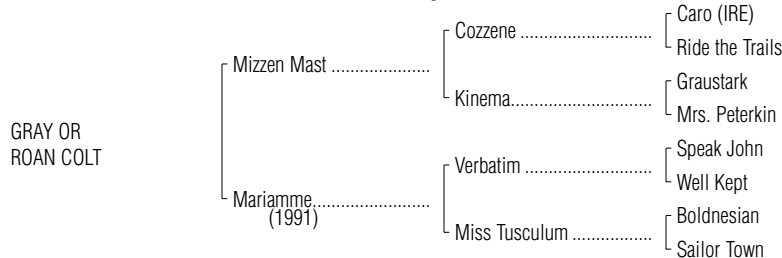 Caro (IRE)
Cozzene ..............................
Ride the Trails
Mizzen Mast ......................
Graustark
Kinema................................
Mrs. Peterkin
GRAY OR
ROAN COLT
Speak John
Verbatim .............................
Well Kept
Mariamme..........................
(1991)
Boldnesian
Miss Tusculum ..................
Sailor Town